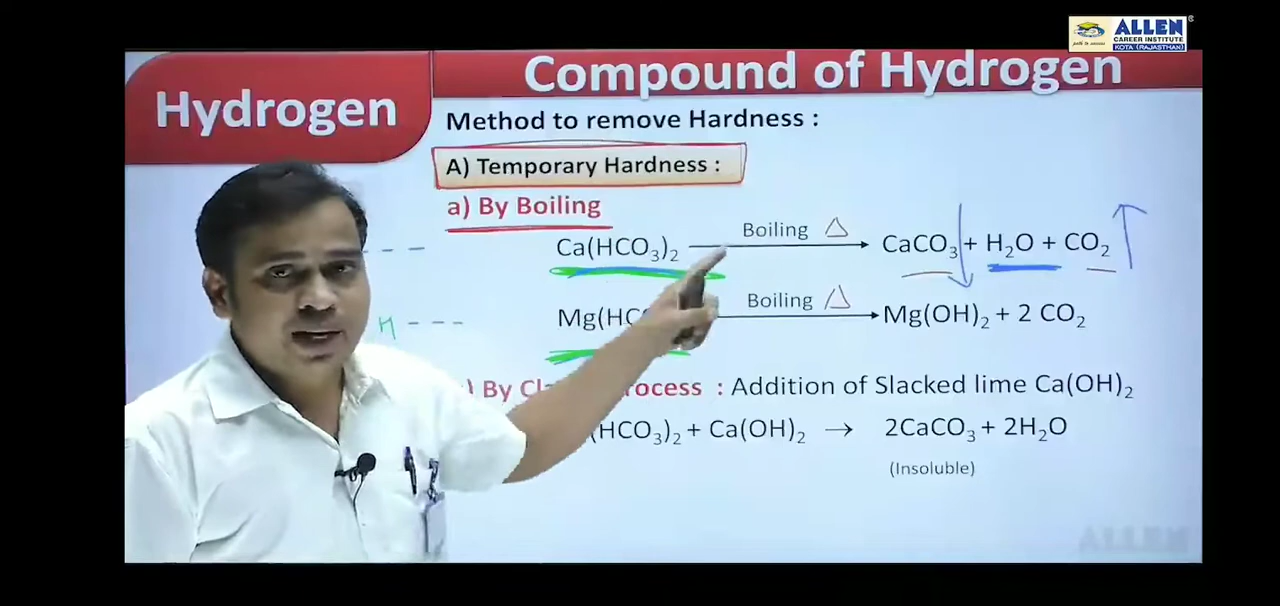 ALLEN
CAREER INSTITUTE
KOTA (RAJASTHAN)
Hydrogen
Compound of Hydrogen
Method to remove Hardness :
A) Temporary Hardness :
a) By Boiling
Ca(HCO₃)₂ Boiling △ → CaCO₃ ↓ + H₂O + CO₂ ↑
Mg(HC Boiling △ → Mg(OH)₂ + 2 CO₂
) By Cla rocess : Addition of Slacked lime Ca(OH)₂
(HCO₃)₂ + Ca(OH)₂ → 2CaCO₃ + 2H₂O
(Insoluble)
ALLEN